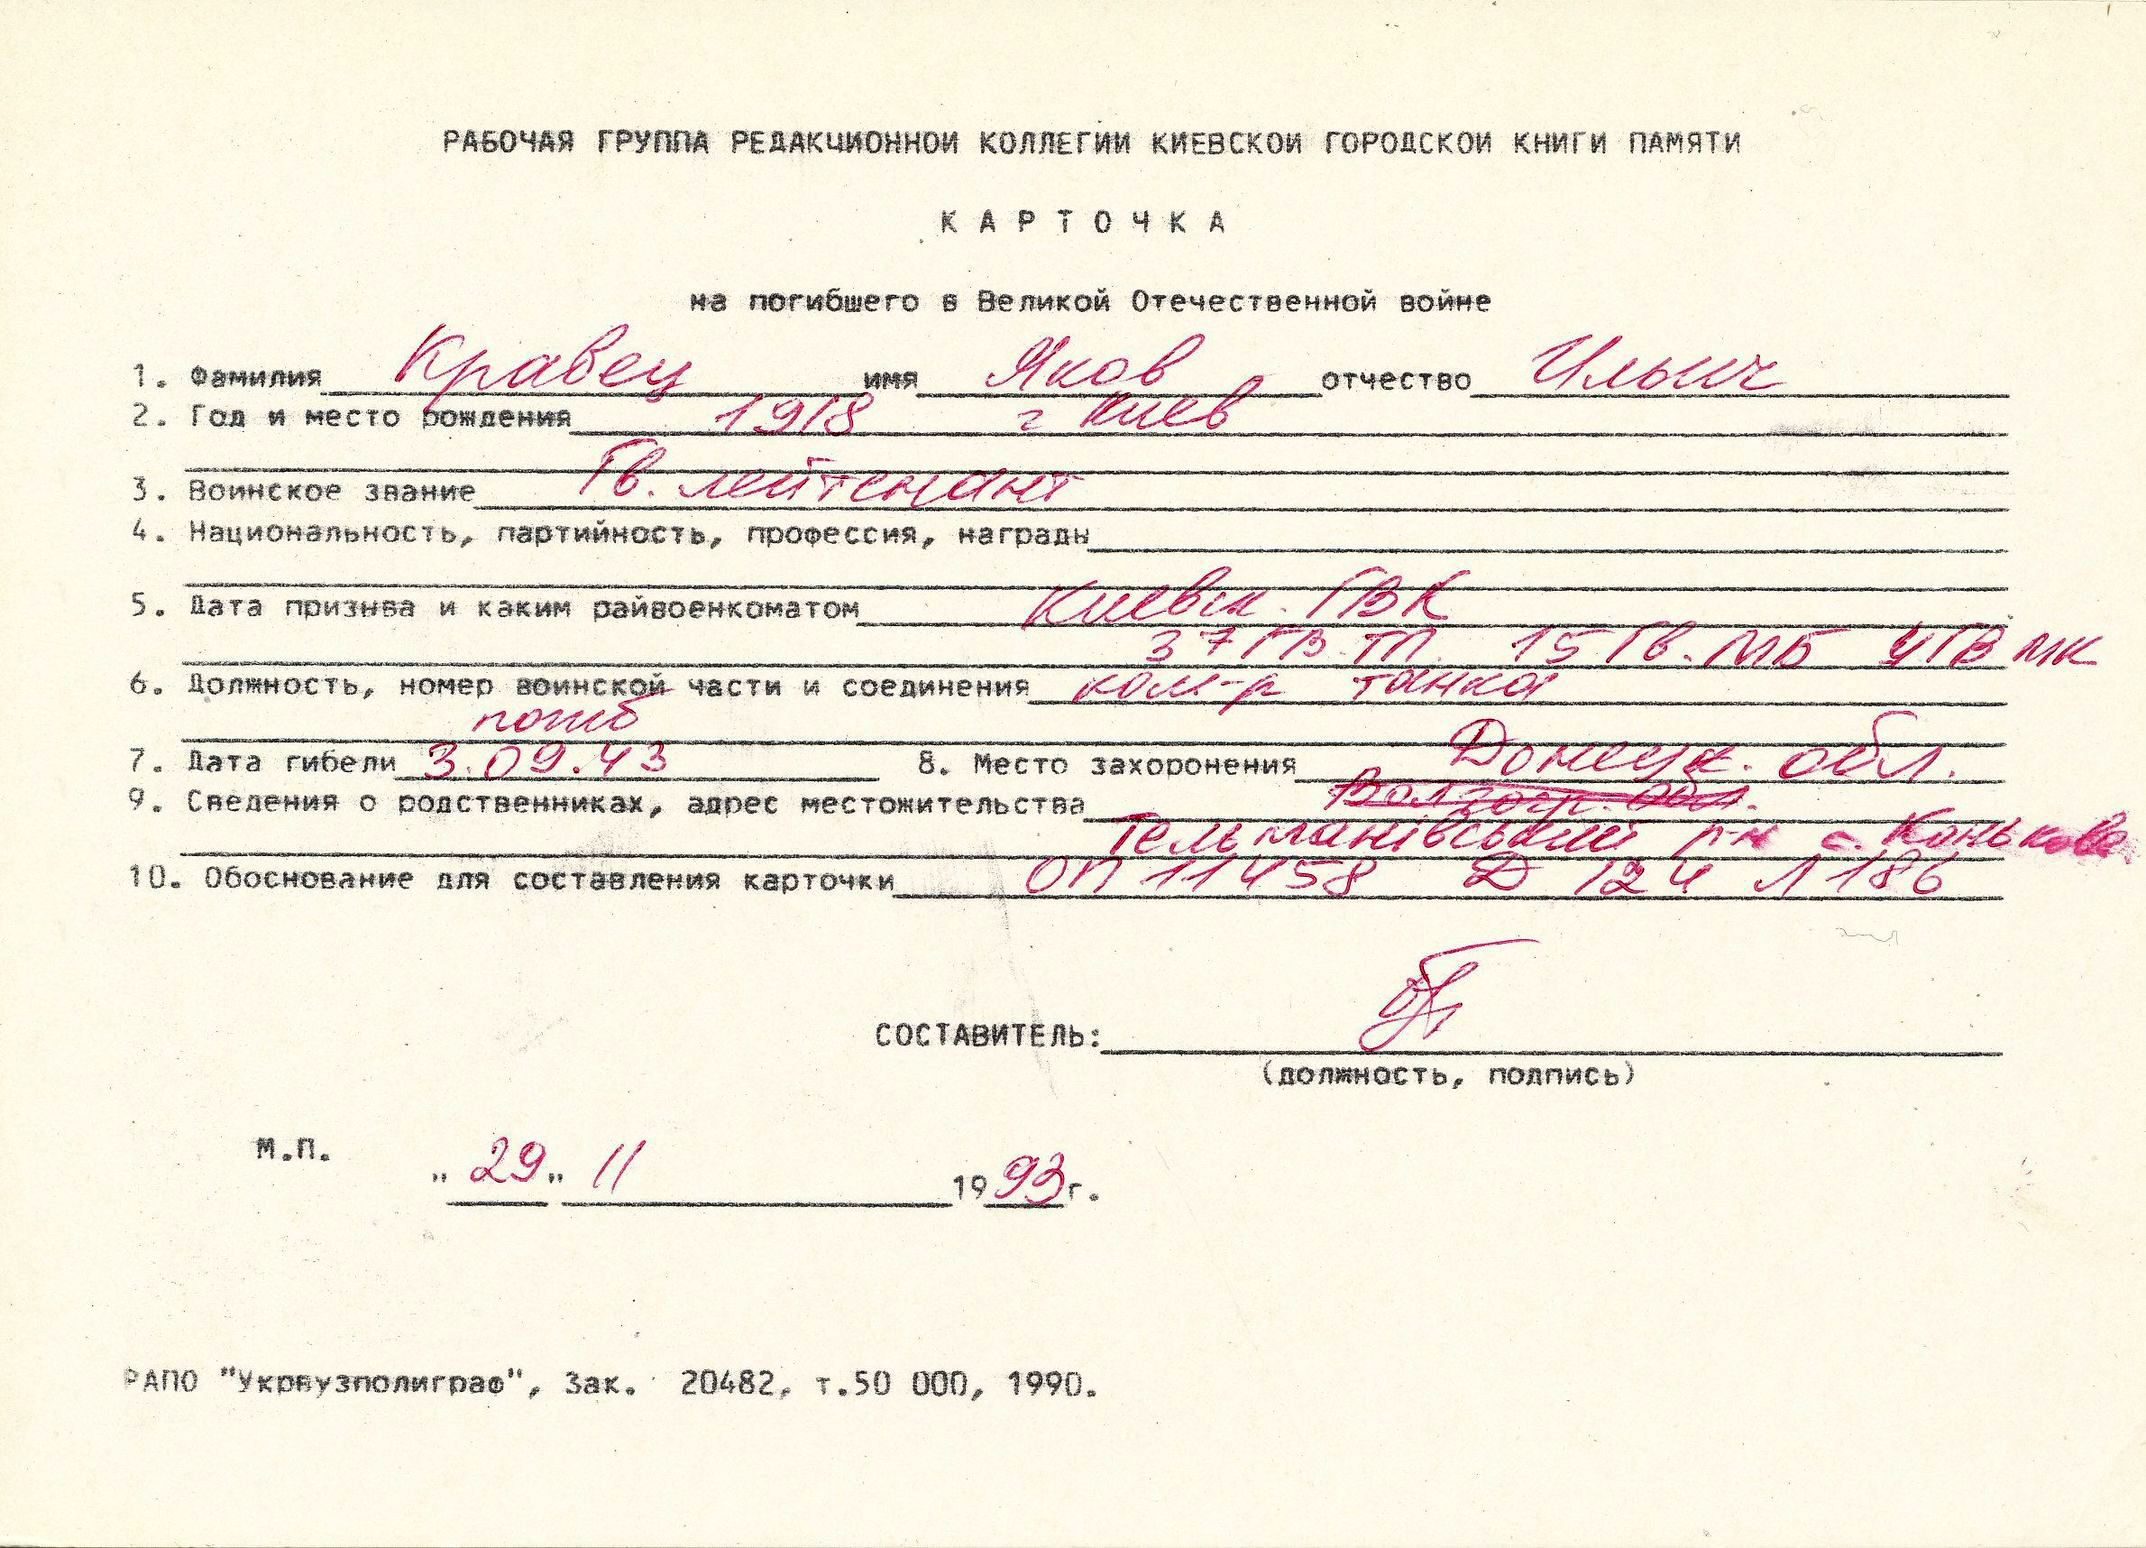 РАБОЧАЯ ГРУППА РЕДАКЦИОННОЙ КОЛЛЕГИИ КИЕВСКОЙ ГОРОДСКОЙ КНИГИ ПАМЯТИ
К А Р Т О Ч К А
на погибшего в Великой Отечественной войне
1. Фамилия Кравец имя Яков отчество Ильич
2. Год и место рождения 1918 г Киев
3. Воинское звание Гв. лейтенант
4. Национальность, партийность, профессия, награды
5. Дата призыва и каким райвоенкоматом Киевск. ГВК
37 ГВ. ТП. 15 Гв. МБ 4 ГВ МК
6. Должность, номер воинской части и соединения ком-р танка
погиб
7. Дата гибели 3.09.43 8. Место захоронения Донецк. обл.
9. Сведения о родственниках, адрес местожительства Волгогр. обл.
Тельманівський р-н с. Коньково
10. Обоснование для составления карточки ОП 11458 Д 124 Л 186
СОСТАВИТЕЛЬ:
(должность, подпись)
М.П.
„ 29 „ 11 1993г.
РАПО "Укрвузполиграф", Зак. 20482, т.50 000, 1990.